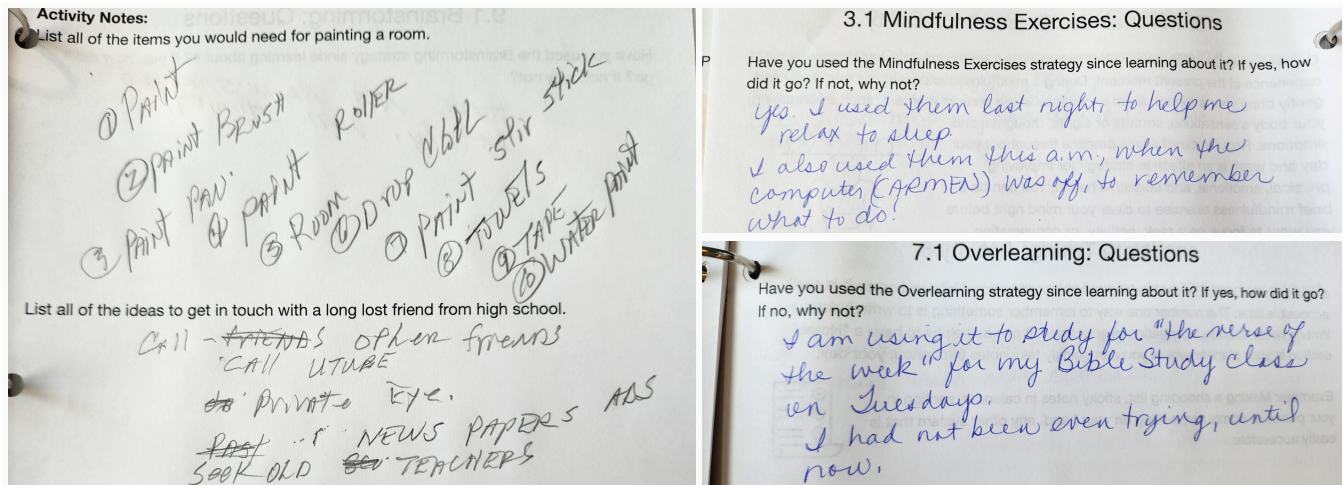 Activity Notes:
List all of the items you would need for painting a room.
① PAINT
② PAINT BRUSH
③ PAINT PAN
④ PAINT ROllER
⑤ ROOM
⑥ DROP Cloth
⑦ PAINT stir stick
⑧ TOWELS
⑨ TAPE
⑩ WATER PAINT
List all of the ideas to get in touch with a long lost friend from high school.
Call - friends other friends
CALL UTUBE
Private Eye.
Past NEWS PAPERS ADS
SEEK OLD TEACHERS
3.1 Mindfulness Exercises: Questions
P
Have you used the Mindfulness Exercises strategy since learning about it? If yes, how
did it go? If not, why not?
yes. I used them last night, to help me
relax to sleep.
I also used them this a.m., when the
computer (CARMEN) was off, to remember
what to do!
7.1 Overlearning: Questions
Have you used the Overlearning strategy since learning about it? If yes, how did it go?
If no, why not?
I am using it to study for "the verse of
the week" for my Bible Study class
on Tuesdays.
I had not been even trying, until
now.